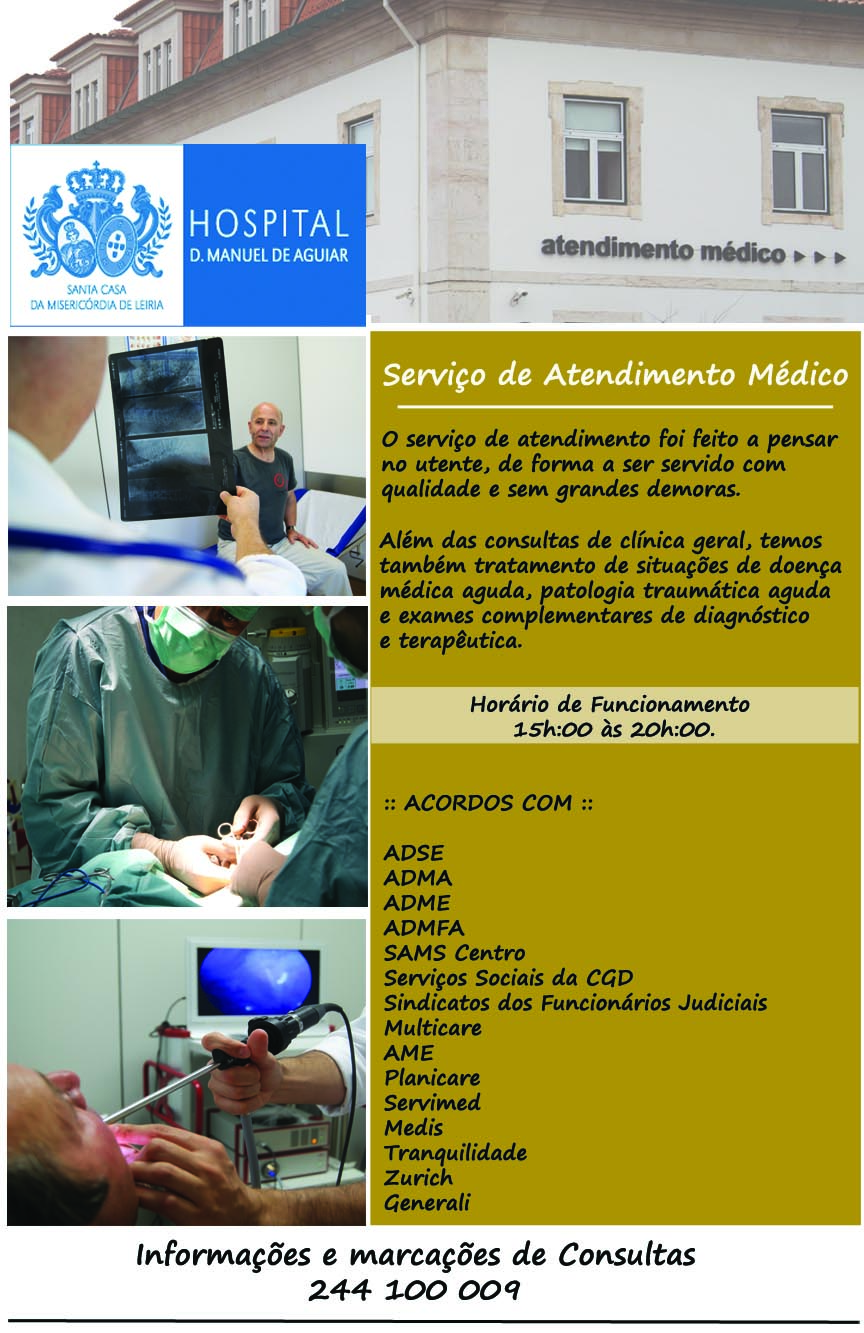 atendimento médico
HOSPITAL
D. MANUEL DE AGUIAR
SANTA CASA
DA MISERICÓRDIA DE LEIRIA
Serviço de Atendimento Médico
O serviço de atendimento foi feito a pensar
no utente, de forma a ser servido com
qualidade e sem grandes demoras.
Além das consultas de clínica geral, temos
também tratamento de situações de doença
médica aguda, patologia traumática aguda
e exames complementares de diagnóstico
e terapêutica.
Horário de Funcionamento
15h:00 às 20h:00.
:: ACORDOS COM ::
ADSE
ADMA
ADME
ADMFA
SAMS Centro
Serviços Sociais da CGD
Sindicatos dos Funcionários Judiciais
Multicare
AME
Planicare
Servimed
Medis
Tranquilidade
Zurich
Generali
Informações e marcações de Consultas
244 100 009